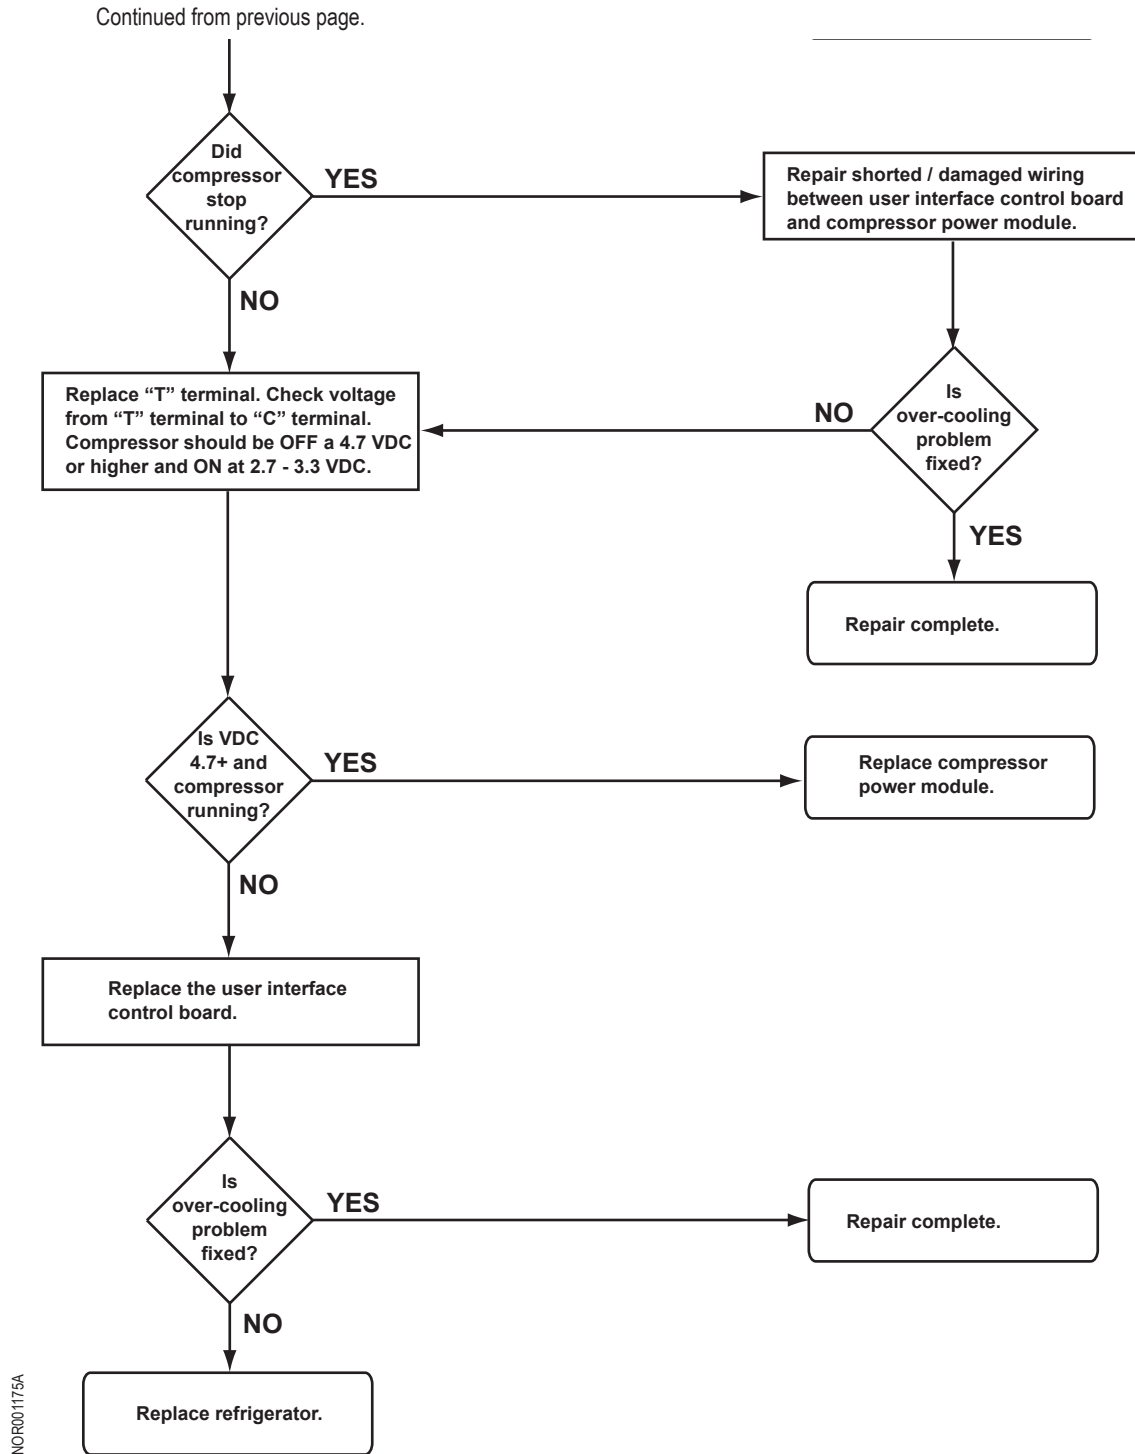 Continued from previous page.
Did
compressor
stop
running?
YES
Repair shorted / damaged wiring
between user interface control board
and compressor power module.
NO
Replace “T” terminal. Check voltage
from “T” terminal to “C” terminal.
Compressor should be OFF a 4.7 VDC
or higher and ON at 2.7 - 3.3 VDC.
NO
Is
over-cooling
problem
fixed?
YES
Repair complete.
Is VDC
4.7+ and
compressor
running?
YES
Replace compressor
power module.
NO
Replace the user interface
control board.
Is
over-cooling
problem
fixed?
YES
Repair complete.
NO
Replace refrigerator.
NOR001175A